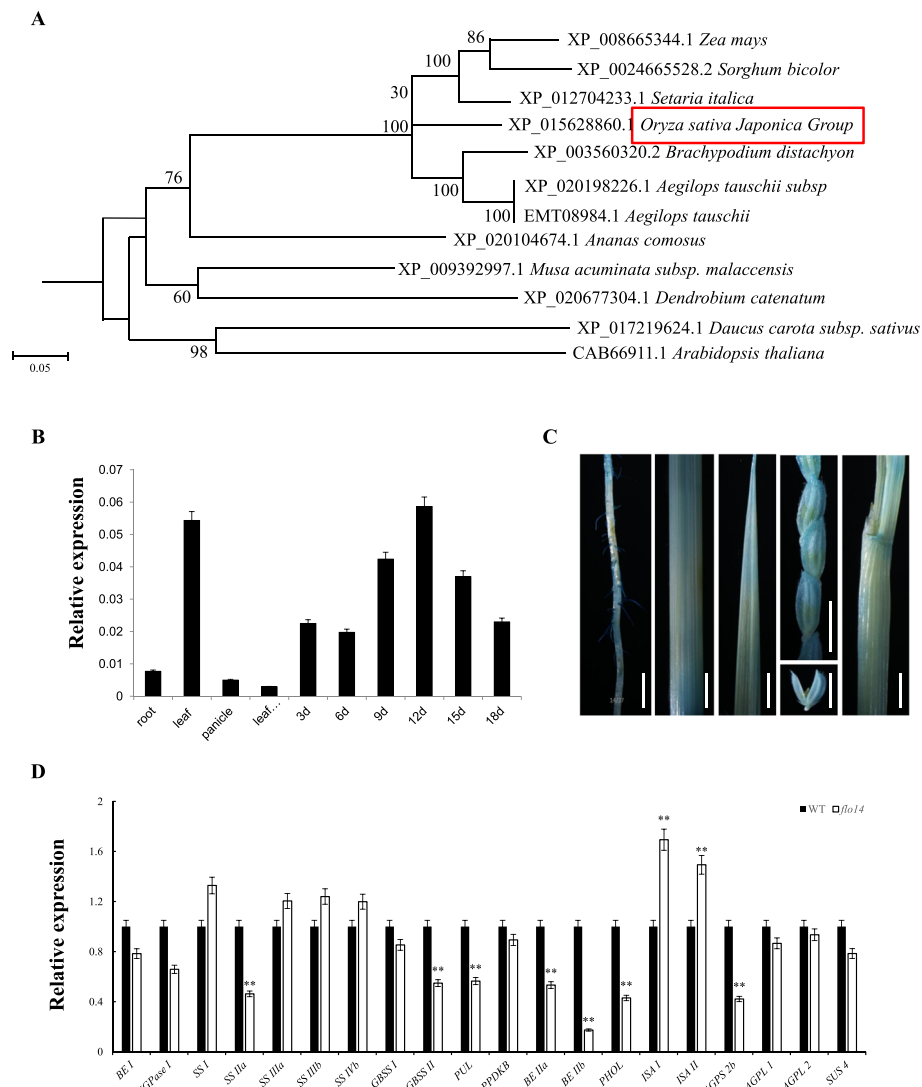 A
86
XP_008665344.1 Zea mays
XP_0024665528.2 Sorghum bicolor
100
30
XP_012704233.1 Setaria italica
100
XP_015628860.1 Oryza sativa Japonica Group
XP_003560320.2 Brachypodium distachyon
76
100
XP_020198226.1 Aegilops tauschii subsp
100
EMT08984.1 Aegilops tauschii
XP_020104674.1 Ananas comosus
XP_009392997.1 Musa acuminata subsp. malaccensis
60
XP_020677304.1 Dendrobium catenatum
XP_017219624.1 Daucus carota subsp. sativus
98
CAB66911.1 Arabidopsis thaliana
0.05
B
Relative expression
0.07
0.06
0.05
0.04
0.03
0.02
0.01
0
root
leaf
panicle
leaf…
3d
6d
9d
12d
15d
18d
C
D
Relative expression
2
1.6
1.2
0.8
0.4
0
WT
flo14
**
**
**
**
**
**
**
**
**
BE I
GPase I
SS I
SS IIa
SS IIIa
SS IIIb
SS IVb
GBSS I
GBSS II
PUL
PPDKB
BE IIa
BE IIb
PHOL
ISA I
ISA II
AGPS 2b
AGPL 1
AGPL 2
SUS 4